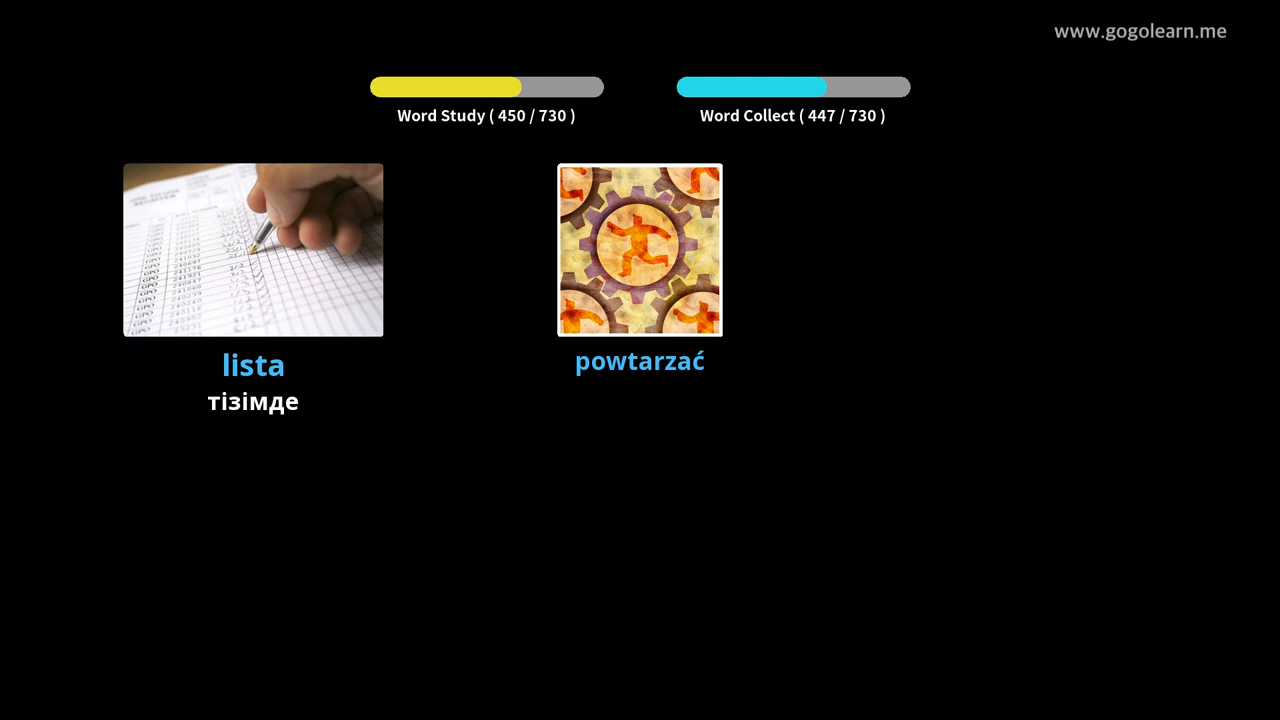 www.gogolearn.me
Word Study ( 450 / 730 )
Word Collect ( 447 / 730 )
lista
тізімде
powtarzać